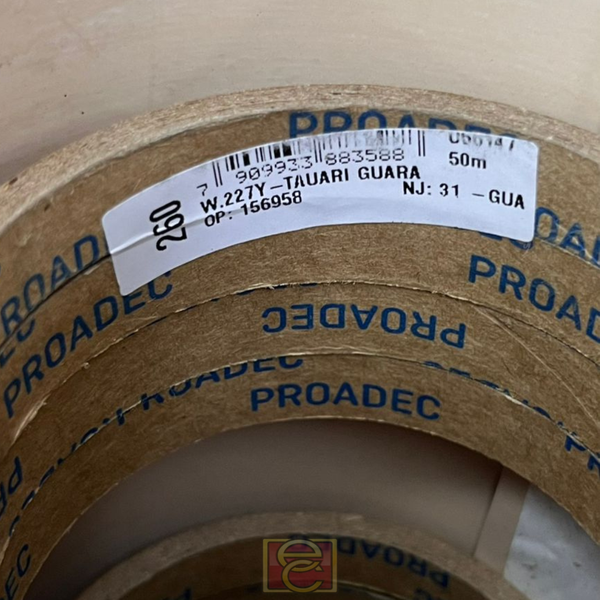 PROADEC
50m
7 909933 883588
W.227Y-TAUARI GUARA
NJ: 31 -GUA
OP: 156958
260
PROADEC
PROADEC
PROADEC
PROADEC
PROADEC